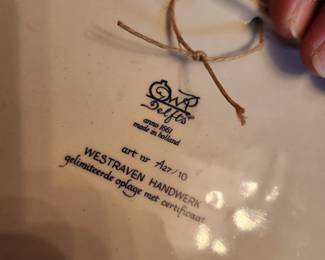 Delfts
anno 1661
made in holland
art nr A27/10
WESTRAVEN HANDWERK
gelimiteerde oplage met certificaat